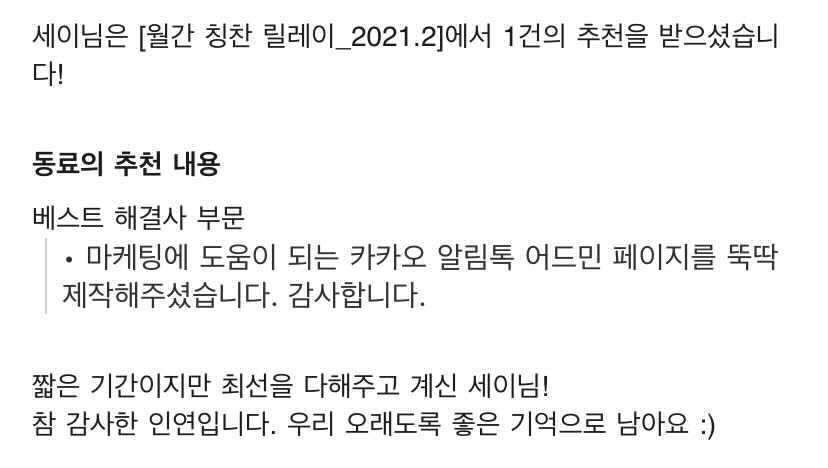 세이님은 [월간 칭찬 릴레이_2021.2]에서 1건의 추천을 받으셨습니
다!
동료의 추천 내용
베스트 해결사 부문
• 마케팅에 도움이 되는 카카오 알림톡 어드민 페이지를 뚝딱
제작해주셨습니다. 감사합니다.
짧은 기간이지만 최선을 다해주고 계신 세이님!
참 감사한 인연입니다. 우리 오래도록 좋은 기억으로 남아요 :)